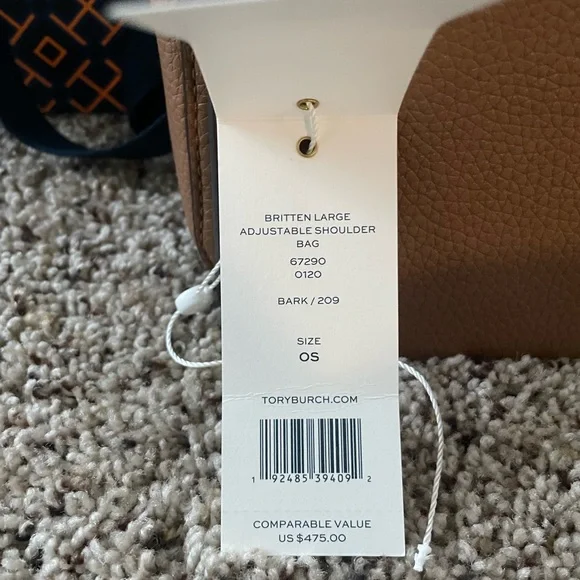 BRITTEN LARGE
ADJUSTABLE SHOULDER
BAG
67290
0120
BARK / 209
SIZE
OS
TORYBURCH.COM
1 92485 39409 2
COMPARABLE VALUE
US $475.00